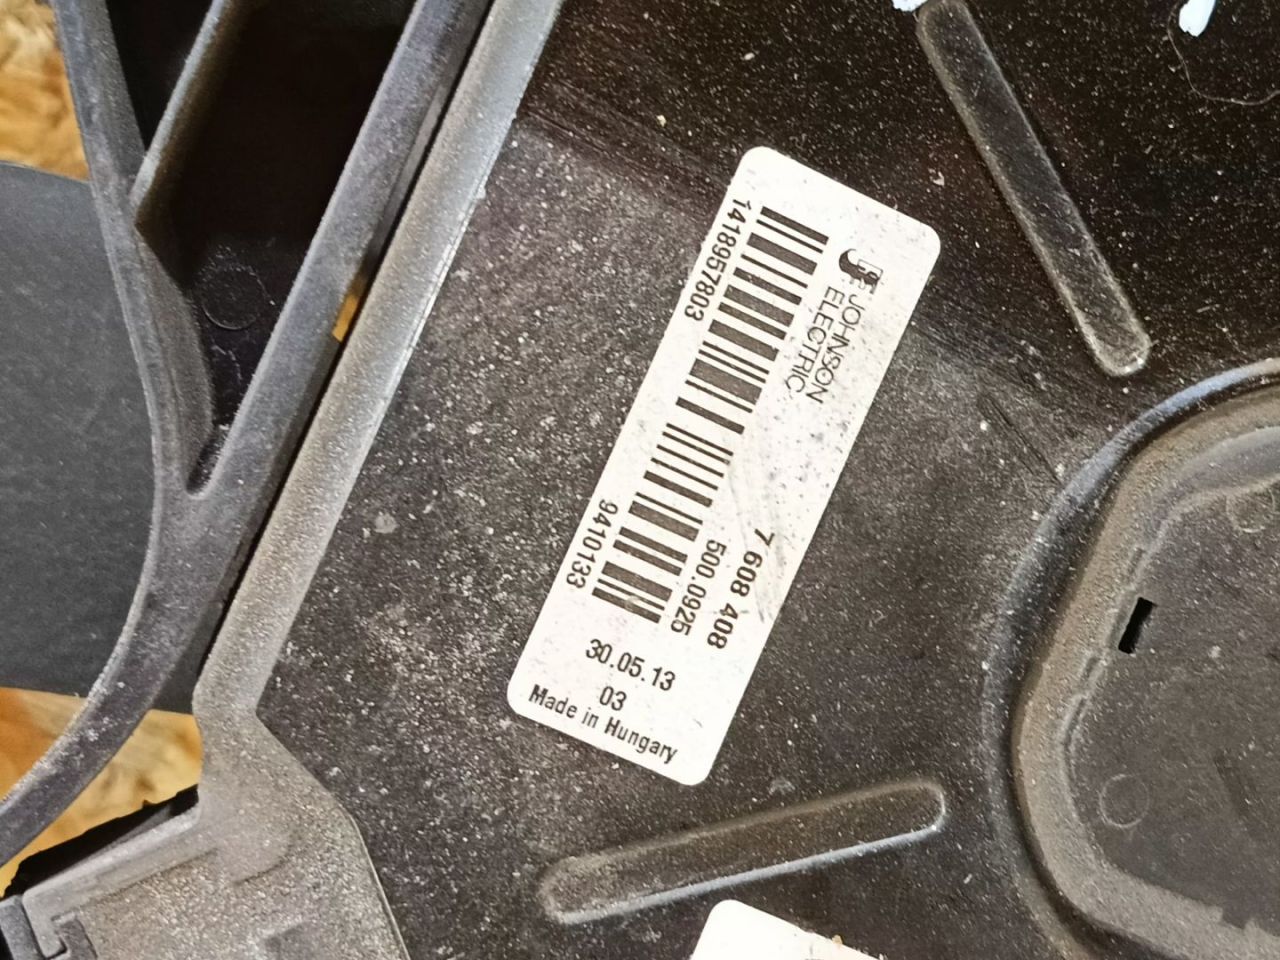 JOHNSON
ELECTRIC
1418957803
9410133
7 608 408
500.0925
30.05.13
03
Made in Hungary